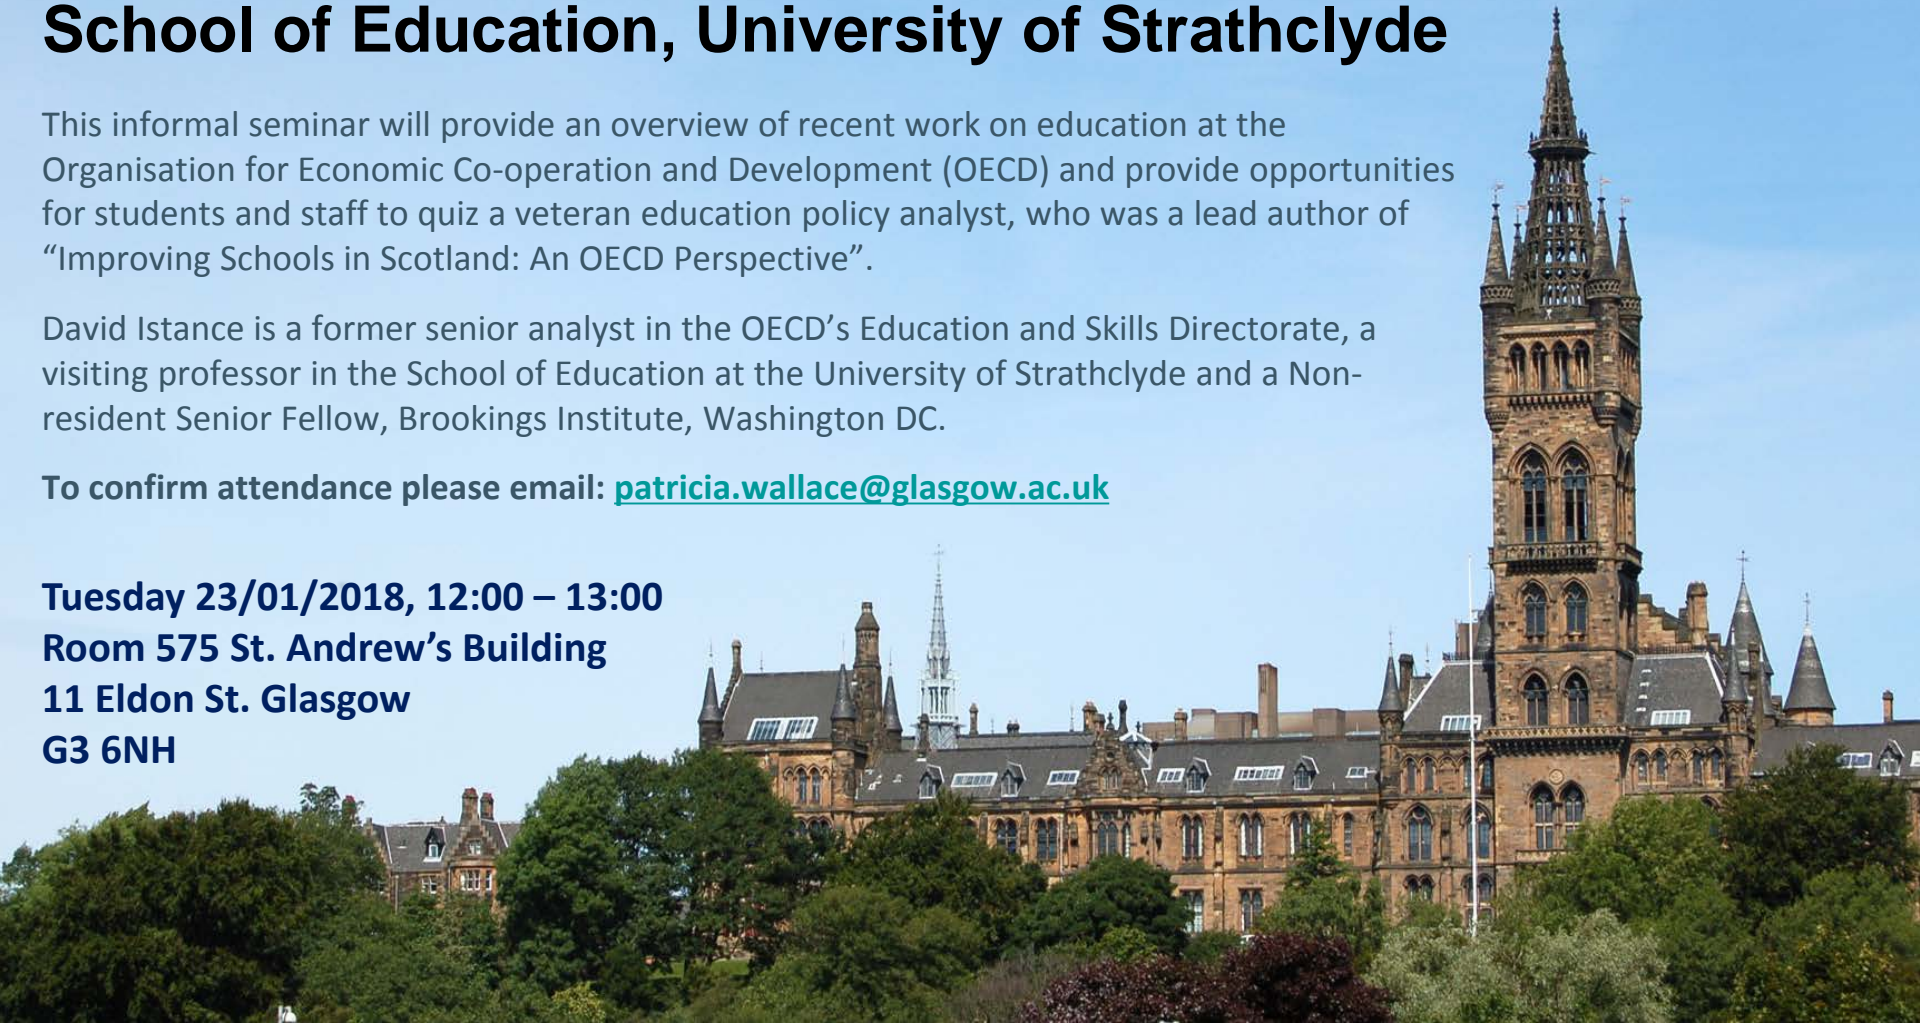 School of Education, University of Strathclyde
This informal seminar will provide an overview of recent work on education at the
Organisation for Economic Co-operation and Development (OECD) and provide opportunities
for students and staff to quiz a veteran education policy analyst, who was a lead author of
“Improving Schools in Scotland: An OECD Perspective”.
David Istance is a former senior analyst in the OECD’s Education and Skills Directorate, a
visiting professor in the School of Education at the University of Strathclyde and a Non-
resident Senior Fellow, Brookings Institute, Washington DC.
To confirm attendance please email: patricia.wallace@glasgow.ac.uk
Tuesday 23/01/2018, 12:00 – 13:00
Room 575 St. Andrew’s Building
11 Eldon St. Glasgow
G3 6NH